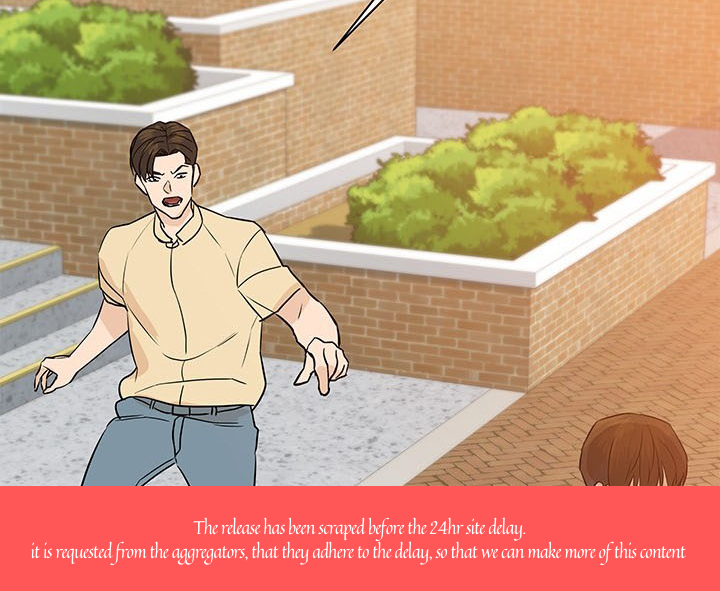 The release has been scraped before the 24hr site delay.
it is requested from the aggregators, that they adhere to the delay, so that we can make more of this content